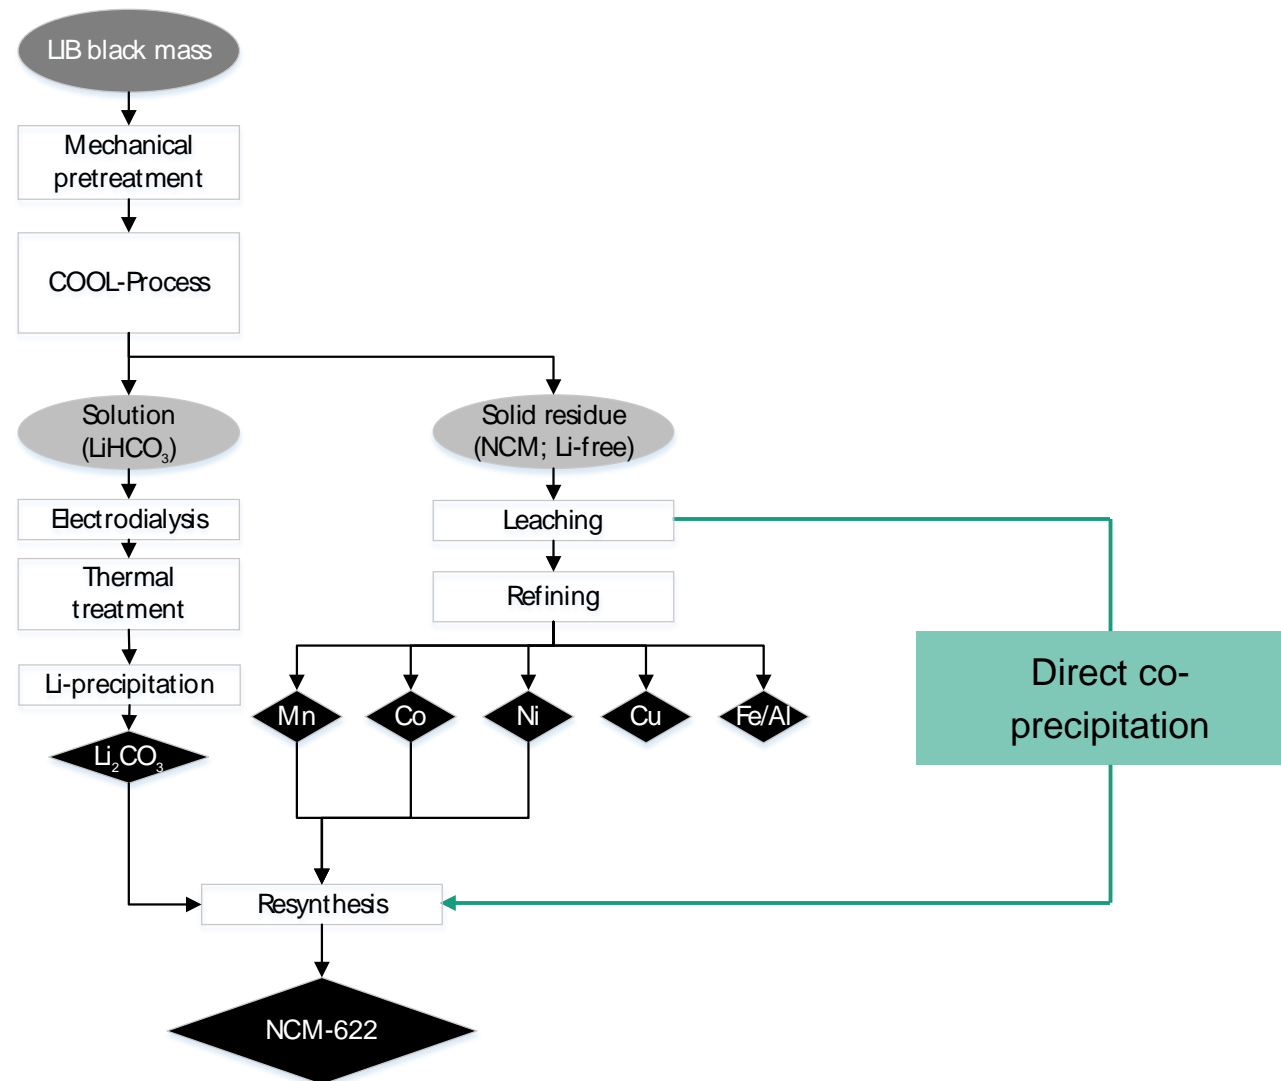 LIB black mass
Mechanical
pretreatment
COOL-Process
Solution
(LiHCO₃)
Solid residue
(NCM; Li-free)
Electrodialysis
Leaching
Thermal
treatment
Refining
Direct co-
precipitation
Li-precipitation
Mn
Co
Ni
Cu
Fe/Al
Li₂CO₃
Resynthesis
NCM-622